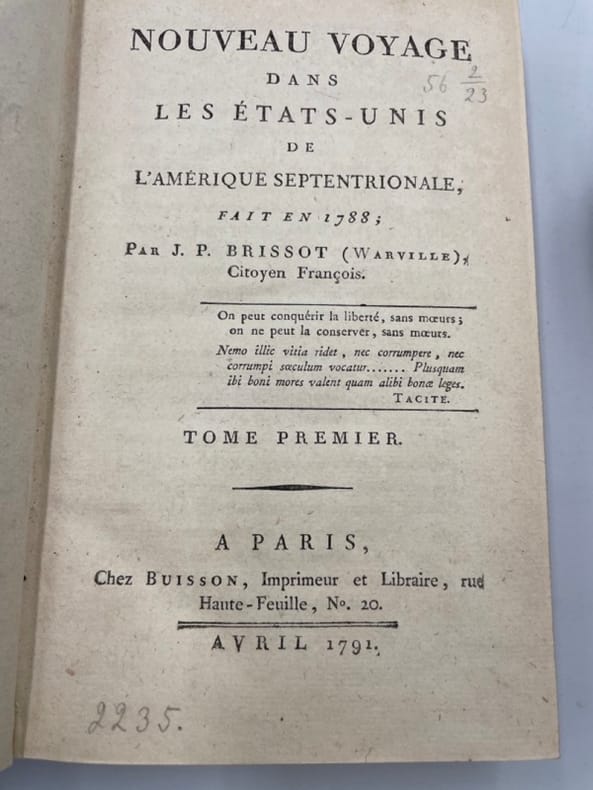 NOUVEAU VOYAGE
56 2/23
DANS
LES ÉTATS-UNIS
DE
L'AMÉRIQUE SEPTENTRIONALE,
FAIT EN 1788;
PAR J. P. BRISSOT (WARVILLE),
Citoyen François.
On peut conquérir la liberté, sans mœurs;
on ne peut la conserver, sans mœurs.
Nemo illic vitia ridet, nec corrumpere, nec
corrumpi sœculum vocatur....... Plusquam
ibi boni mores valent quam alibi bonæ leges.
TACITE.
TOME PREMIER.
A PARIS,
Chez BUISSON, Imprimeur et Libraire, rue
Haute-Feuille, No. 20.
AVRIL 1791.
2235.